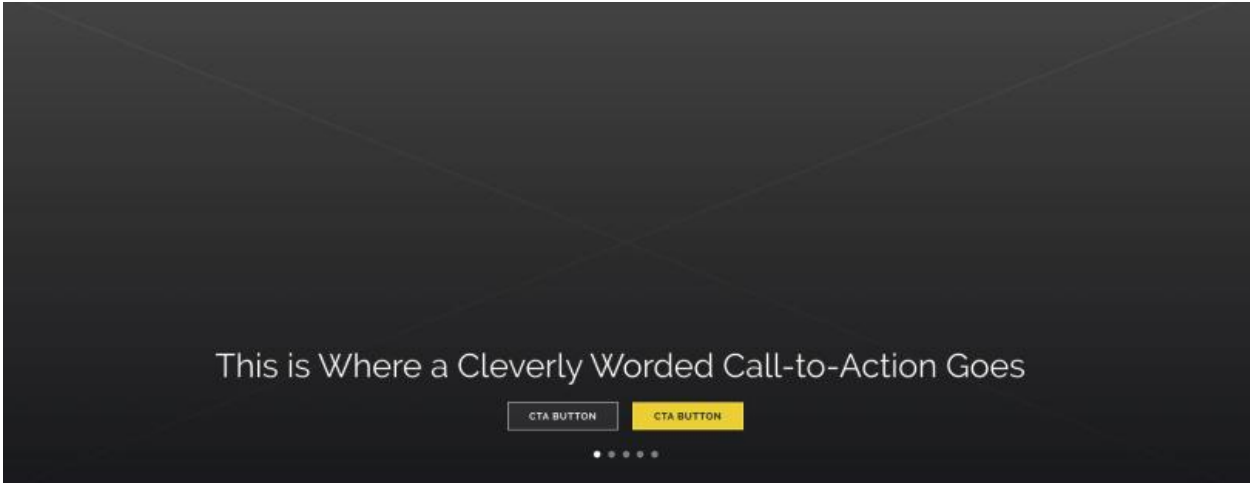 This is Where a Cleverly Worded Call-to-Action Goes
CTA BUTTON CTA BUTTON